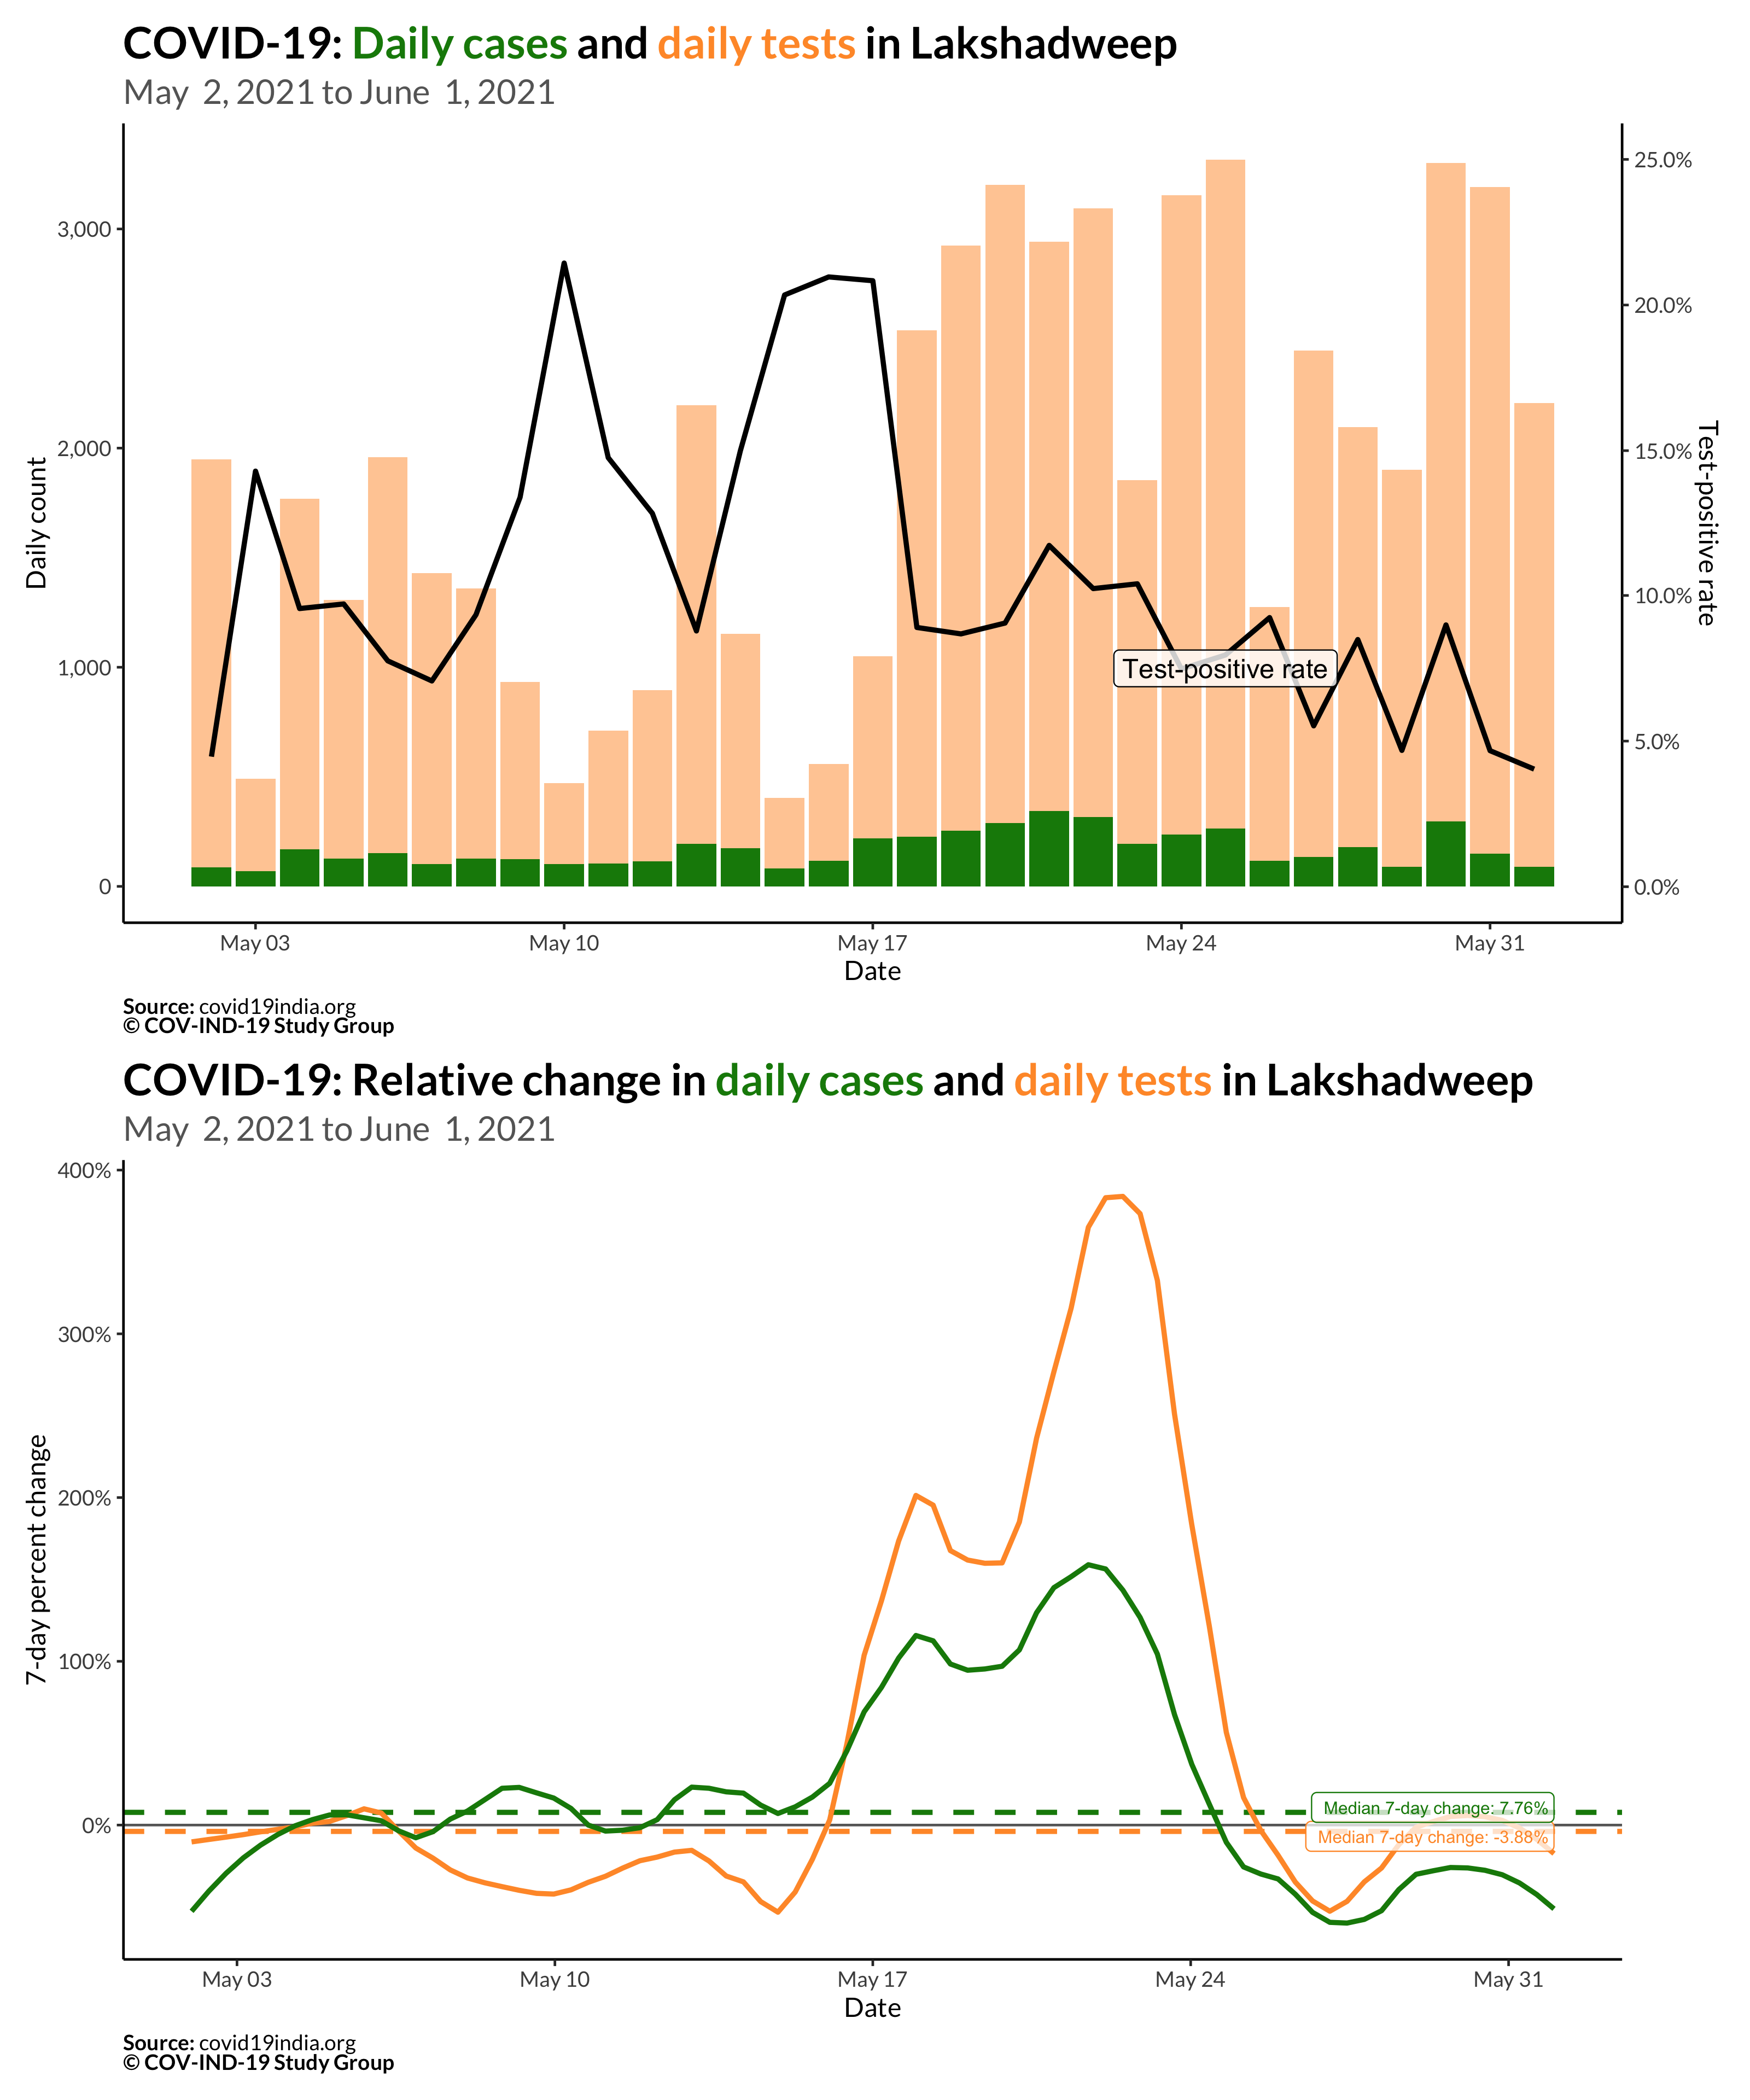 COVID-19: Daily cases and daily tests in Lakshadweep
May 2, 2021 to June 1, 2021
Daily count
3,000
2,000
1,000
0
25.0%
20.0%
15.0%
10.0%
5.0%
0.0%
Test-positive rate
Test-positive rate
May 03
May 10
May 17
May 24
May 31
Date
Source: covid19india.org
© COV-IND-19 Study Group
COVID-19: Relative change in daily cases and daily tests in Lakshadweep
May 2, 2021 to June 1, 2021
7-day percent change
400%
300%
200%
100%
0%
Median 7-day change: 7.76%
Median 7-day change: -3.88%
May 03
May 10
May 17
May 24
May 31
Date
Source: covid19india.org
© COV-IND-19 Study Group